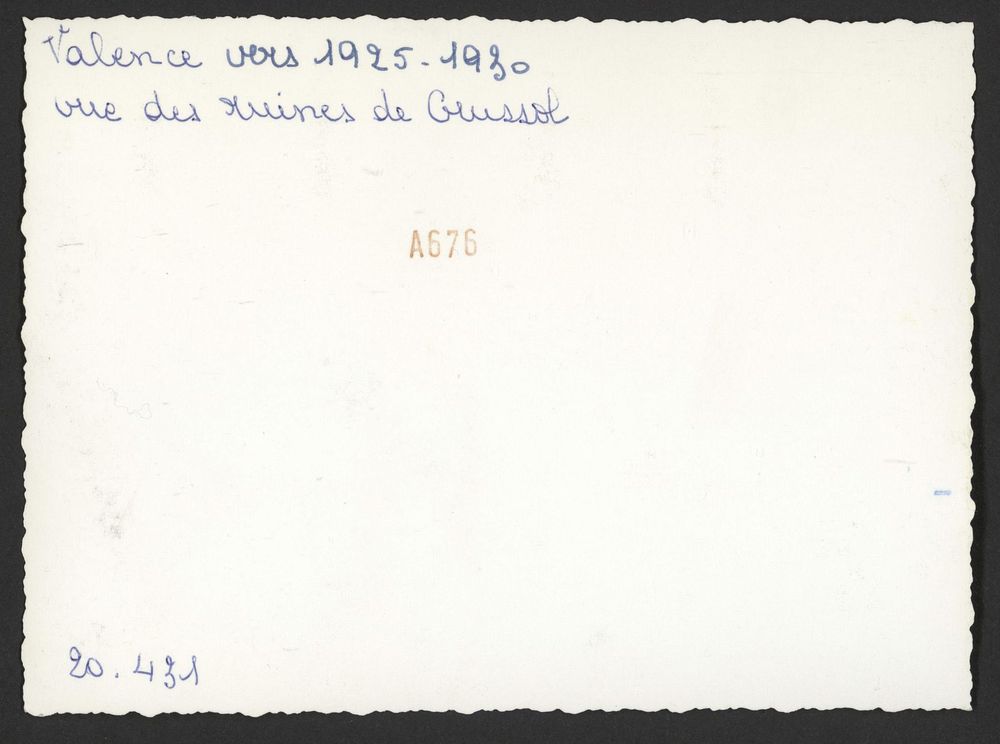 Valence vers 1925-1930
vue des ruines de Crussol
A676
20.431